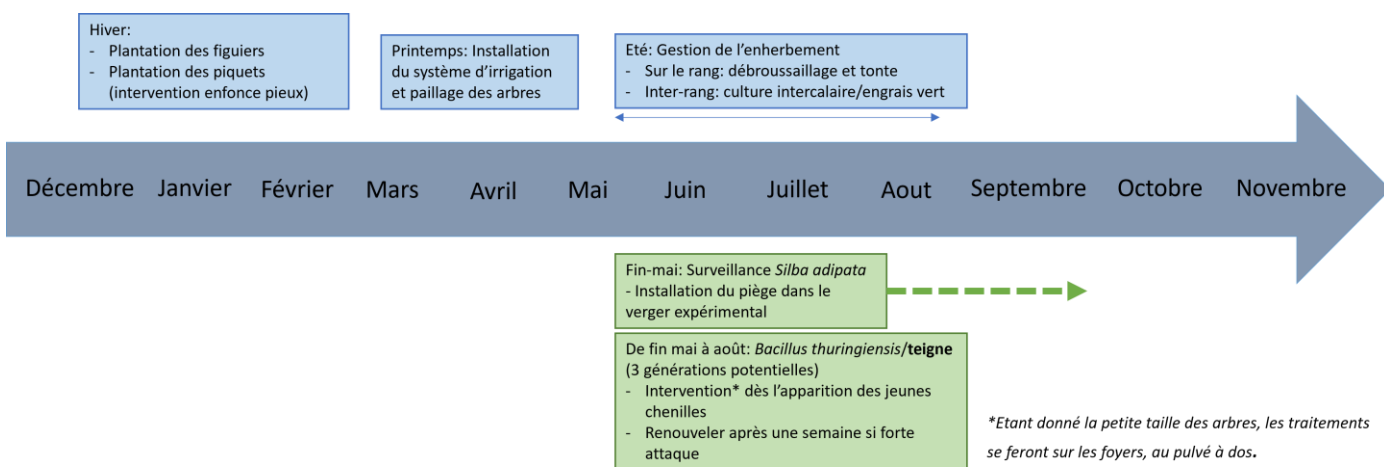 Hiver:
- Plantation des figuiers
- Plantation des piquets
(intervention enfonce pieux)
Printemps: Installation
du système d'irrigation
et paillage des arbres
Eté: Gestion de l'enherbement
- Sur le rang: débroussaillage et tonte
- Inter-rang: culture intercalaire/engrais vert
Décembre Janvier Février Mars Avril Mai Juin Juillet Aout Septembre Octobre Novembre
Fin-mai: Surveillance Silba adipata
- Installation du piège dans le
verger expérimental
De fin mai à août: Bacillus thuringiensis/teigne
(3 générations potentielles)
- Intervention* dès l'apparition des jeunes
chenilles
- Renouveler après une semaine si forte
attaque
*Etant donné la petite taille des arbres, les traitements
se feront sur les foyers, au pulvé à dos.